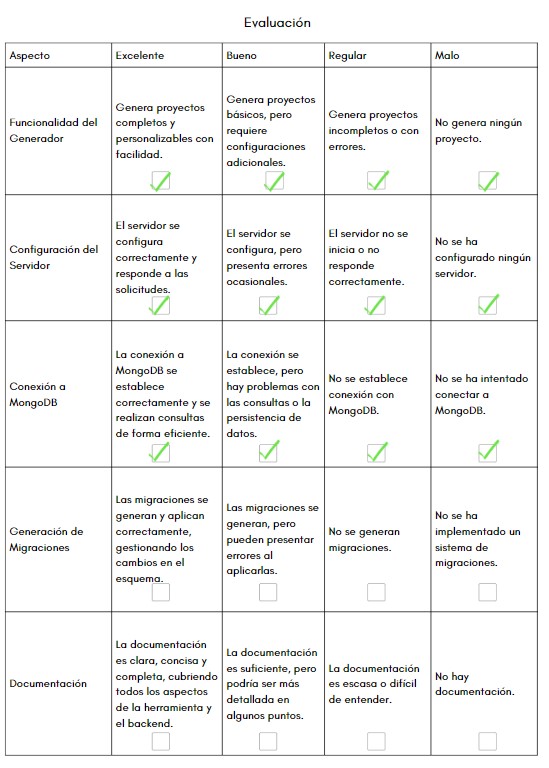 Evaluación
Aspecto
Excelente
Bueno
Regular
Malo
Funcionalidad del
Generador
Genera proyectos
completos y
personalizables con
facilidad.
Genera proyectos
básicos, pero
requiere
configuraciones
adicionales.
Genera proyectos
incompletos o con
errores.
No genera ningún
proyecto.
Configuración del
Servidor
El servidor se
configura
correctamente y
responde a las
solicitudes.
El servidor se
configura, pero
presenta errores
ocasionales.
El servidor no se
inicia o no
responde
correctamente.
No se ha
configurado ningún
servidor.
Conexión a
MongoDB
La conexión a
MongoDB se
establece
correctamente y se
realizan consultas
de forma eficiente.
La conexión se
establece, pero
hay problemas con
las consultas o la
persistencia de
datos.
No se establece
conexión con
MongoDB.
No se ha intentado
conectar a
MongoDB.
Generación de
Migraciones
Las migraciones se
generan y aplican
correctamente,
gestionando los
cambios en el
esquema.
Las migraciones se
generan, pero
pueden presentar
errores al
aplicarlas.
No se generan
migraciones.
No se ha
implementado un
sistema de
migraciones.
Documentación
La documentación
es clara, concisa y
completa, cubriendo
todos los aspectos
de la herramienta y
el backend.
La documentación
es suficiente, pero
podría ser más
detallada en
algunos puntos.
La documentación
es escasa o difícil
de entender.
No hay
documentación.